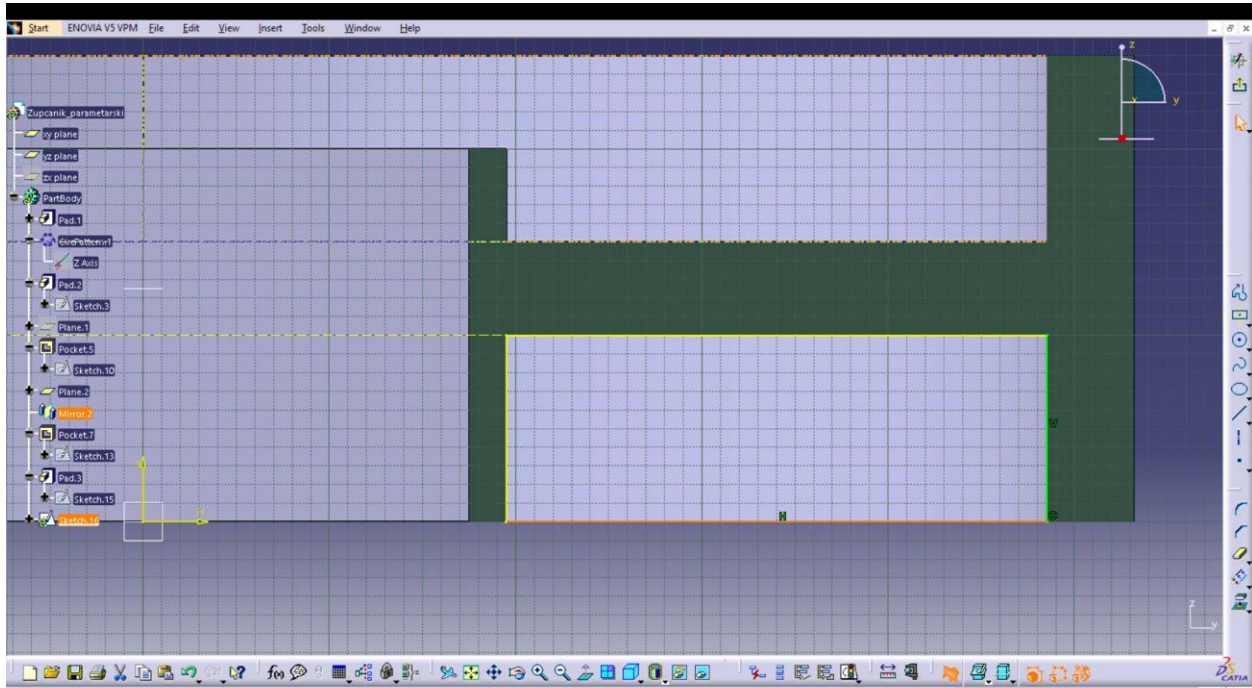 Start ENOVIA V5 VPM File Edit View Insert Tools Window Help
z
x y
Zupcanik_parametarski
xy plane
yz plane
zx plane
PartBody
Pad.1
CircPattern1
Z Axis
Pad.2
Sketch.3
Plane.1
Pocket.5
Sketch.10
Plane.2
Mirror.2
Pocket.7
Sketch.13
Pad.3
Sketch.15
Sketch.16
H
V
H
z
y
f(x)
CATIA